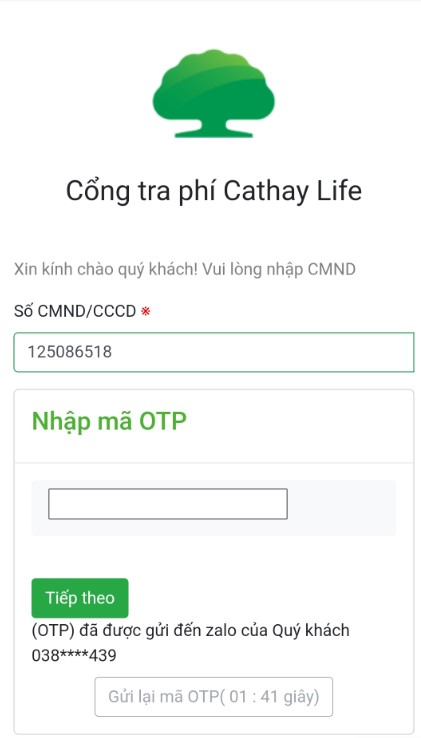 Cổng tra phí Cathay Life
Xin kính chào quý khách! Vui lòng nhập CMND
Số CMND/CCCD ※
125086518
Nhập mã OTP
Tiếp theo
(OTP) đã được gửi đến zalo của Quý khách
038****439
Gửi lại mã OTP( 01 : 41 giây)